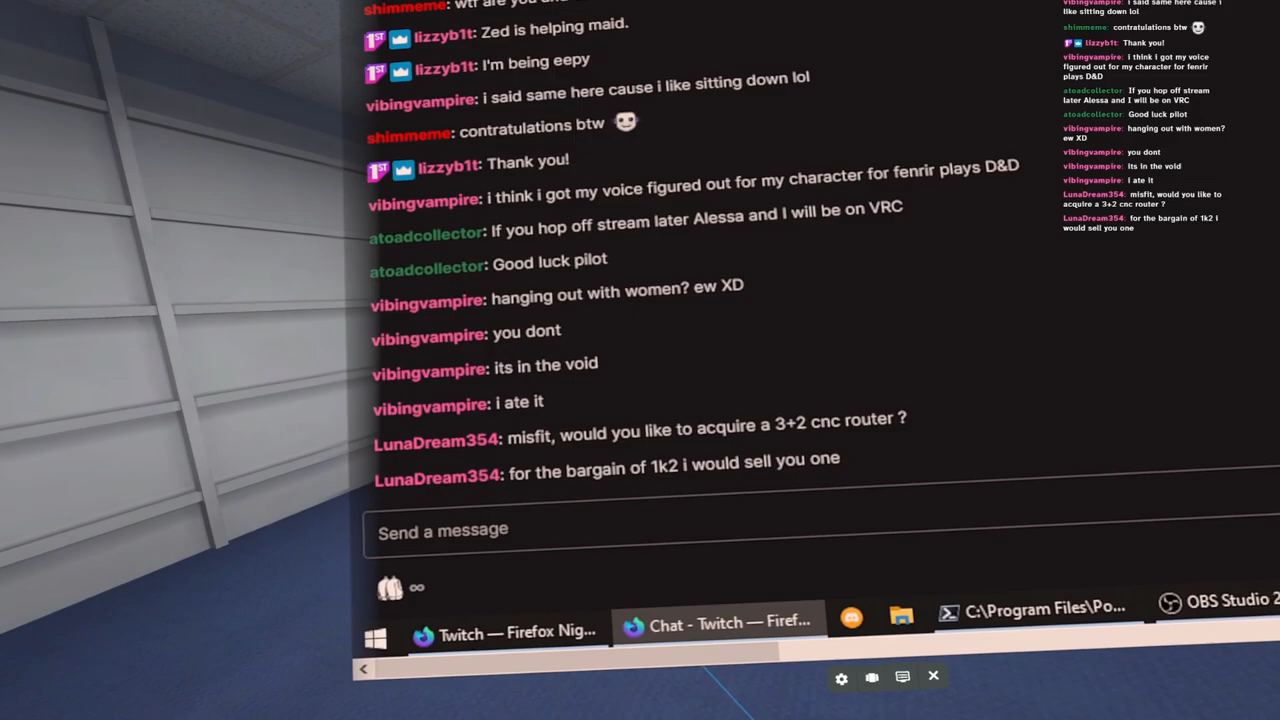 shimmeme: wtf are you
lizzyb1t: Zed is helping maid.
lizzyb1t: I'm being eepy
vibingvampire: i said same here cause i like sitting down lol
shimmeme: contratulations btw
lizzyb1t: Thank you!
vibingvampire: i think i got my voice figured out for my character for fenrir plays D&D
atoadcollector: If you hop off stream later Alessa and I will be on VRC
atoadcollector: Good luck pilot
vibingvampire: hanging out with women? ew XD
vibingvampire: you dont
vibingvampire: its in the void
vibingvampire: i ate it
LunaDream354: misfit, would you like to acquire a 3+2 cnc router ?
LunaDream354: for the bargain of 1k2 i would sell you one
Send a message
∞
Twitch — Firefox Nig...
Chat - Twitch — Firef...
C:\Program Files\Po...
OBS Studio 2
vibingvampire: i said same here cause i
like sitting down lol
shimmeme: contratulations btw
1ST lizzyb1t: Thank you!
vibingvampire: i think i got my voice
figured out for my character for fenrir
plays D&D
atoadcollector: If you hop off stream
later Alessa and I will be on VRC
atoadcollector: Good luck pilot
vibingvampire: hanging out with women?
ew XD
vibingvampire: you dont
vibingvampire: its in the void
vibingvampire: i ate it
LunaDream354: misfit, would you like to
acquire a 3+2 cnc router ?
LunaDream354: for the bargain of 1k2 i
would sell you one